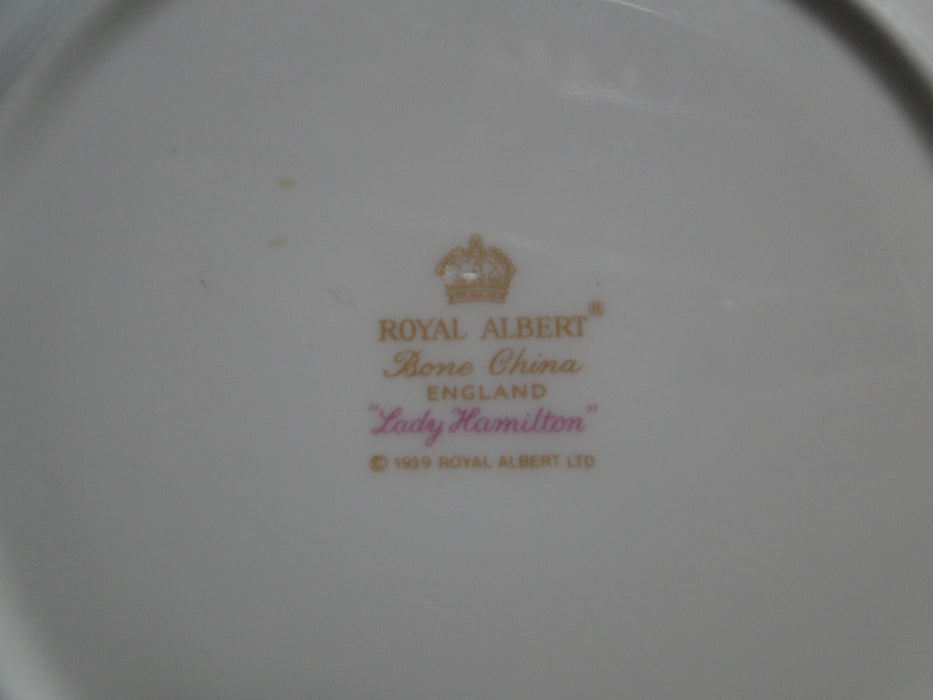 ROYAL ALBERT®
Bone China
ENGLAND
"Lady Hamilton"
© 1939 ROYAL ALBERT LTD